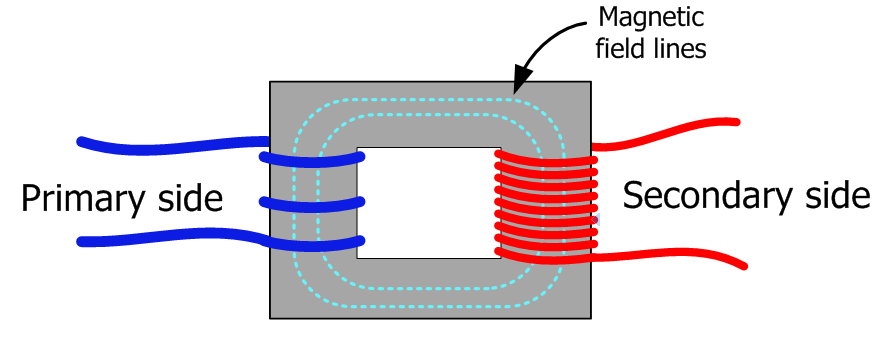 Magnetic
field lines
Primary side
Secondary side